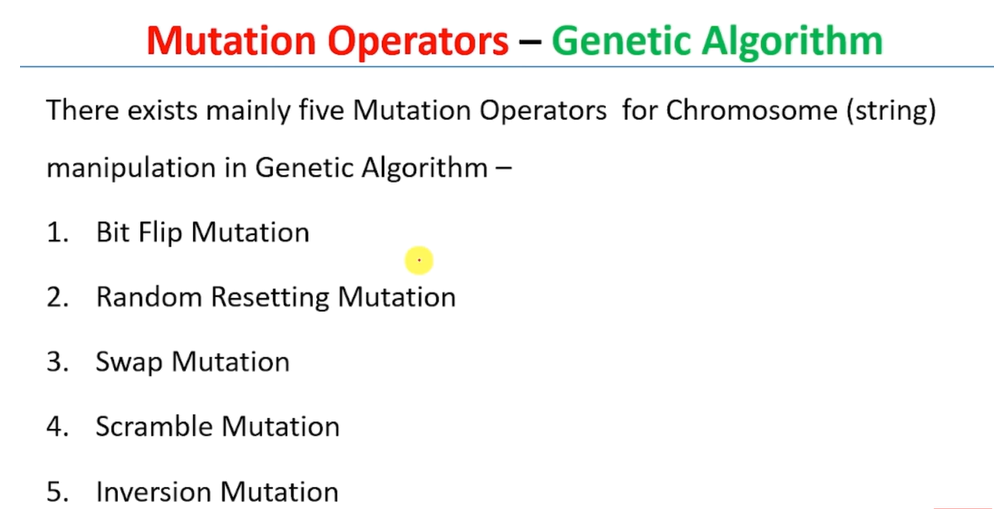 Mutation Operators – Genetic Algorithm
There exists mainly five Mutation Operators for Chromosome (string)
manipulation in Genetic Algorithm –
1. Bit Flip Mutation
2. Random Resetting Mutation
3. Swap Mutation
4. Scramble Mutation
5. Inversion Mutation